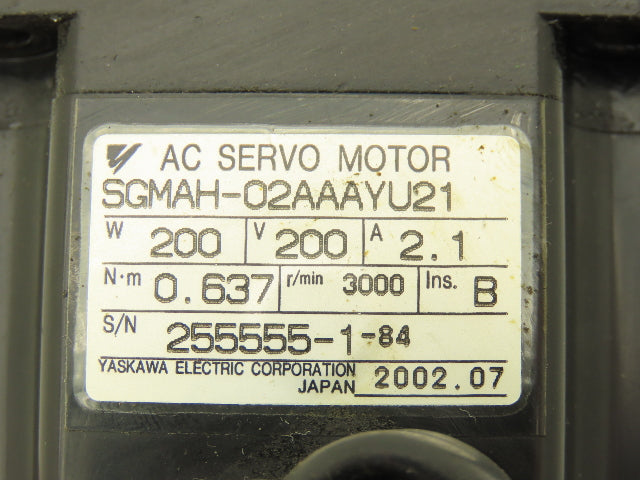 AC SERVO MOTOR
SGMAH-02AAAYU21
W 200 V 200 A 2.1
N·m 0.637 r/min 3000 Ins. B
S/N 255555-1-84
YASKAWA ELECTRIC CORPORATION
JAPAN 2002.07